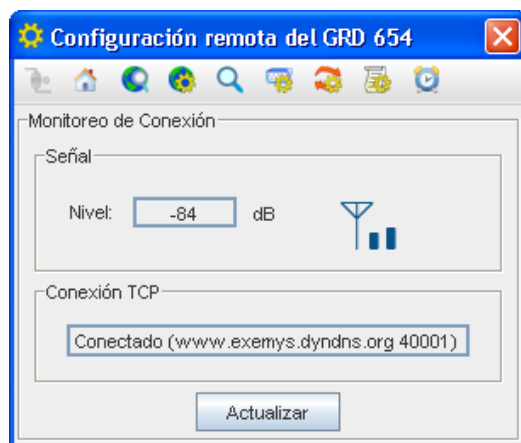 Configuración remota del GRD 654
Monitoreo de Conexión
Señal
Nivel: -84 dB
Conexión TCP
Conectado (www.exemys.dyndns.org 40001)
Actualizar